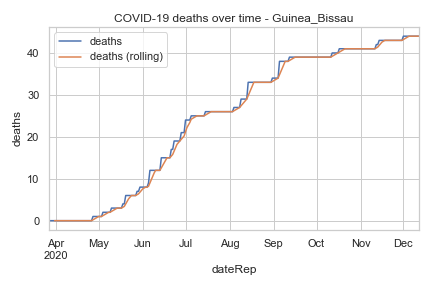 COVID-19 deaths over time - Guinea_Bissau
deaths
deaths (rolling)
deaths
40
30
20
10
0
Apr May Jun Jul Aug Sep Oct Nov Dec
2020
dateRep